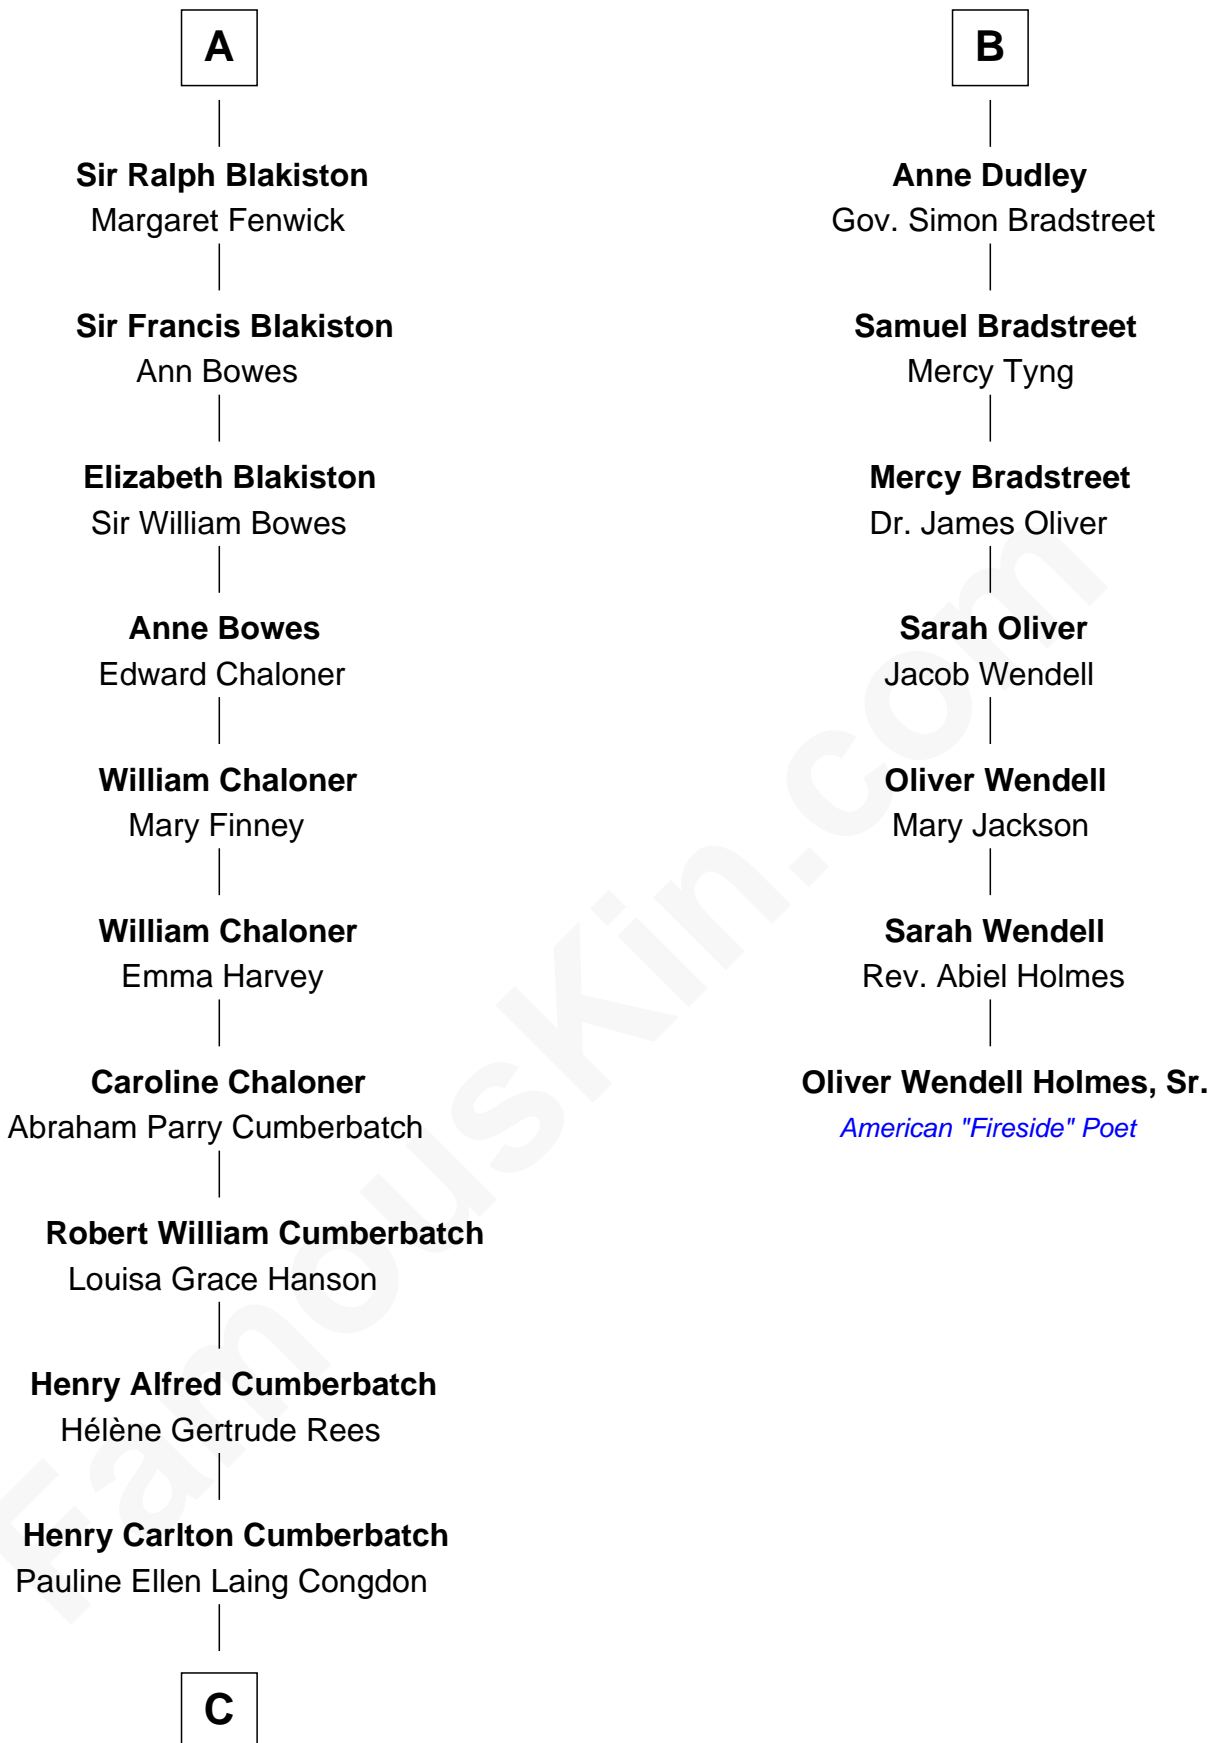 A
Sir Ralph Blakiston
Margaret Fenwick
Sir Francis Blakiston
Ann Bowes
Elizabeth Blakiston
Sir William Bowes
Anne Bowes
Edward Chaloner
William Chaloner
Mary Finney
William Chaloner
Emma Harvey
Caroline Chaloner
Abraham Parry Cumberbatch
Robert William Cumberbatch
Louisa Grace Hanson
Henry Alfred Cumberbatch
Hélène Gertrude Rees
Henry Carlton Cumberbatch
Pauline Ellen Laing Congdon
C
B
Anne Dudley
Gov. Simon Bradstreet
Samuel Bradstreet
Mercy Tyng
Mercy Bradstreet
Dr. James Oliver
Sarah Oliver
Jacob Wendell
Oliver Wendell
Mary Jackson
Sarah Wendell
Rev. Abiel Holmes
Oliver Wendell Holmes, Sr.
American "Fireside" Poet
FamousKin.com